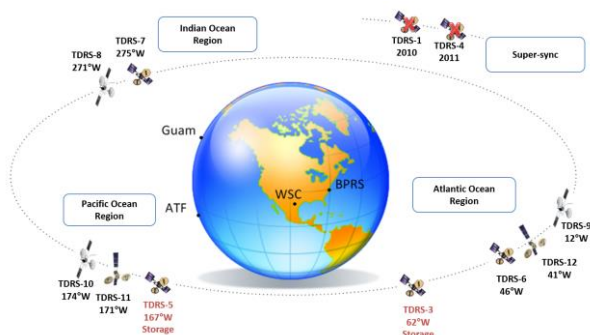 Indian Ocean
Region
TDRS-8
271°W
TDRS-7
275°W
TDRS-1
2010
TDRS-4
2011
Super-sync
Guam
ATF
WSC
BPRS
Pacific Ocean
Region
Atlantic Ocean
Region
TDRS-9
12°W
TDRS-12
41°W
TDRS-6
46°W
TDRS-10
174°W
TDRS-11
171°W
TDRS-5
167°W
Storage
TDRS-3
62°W
Storage